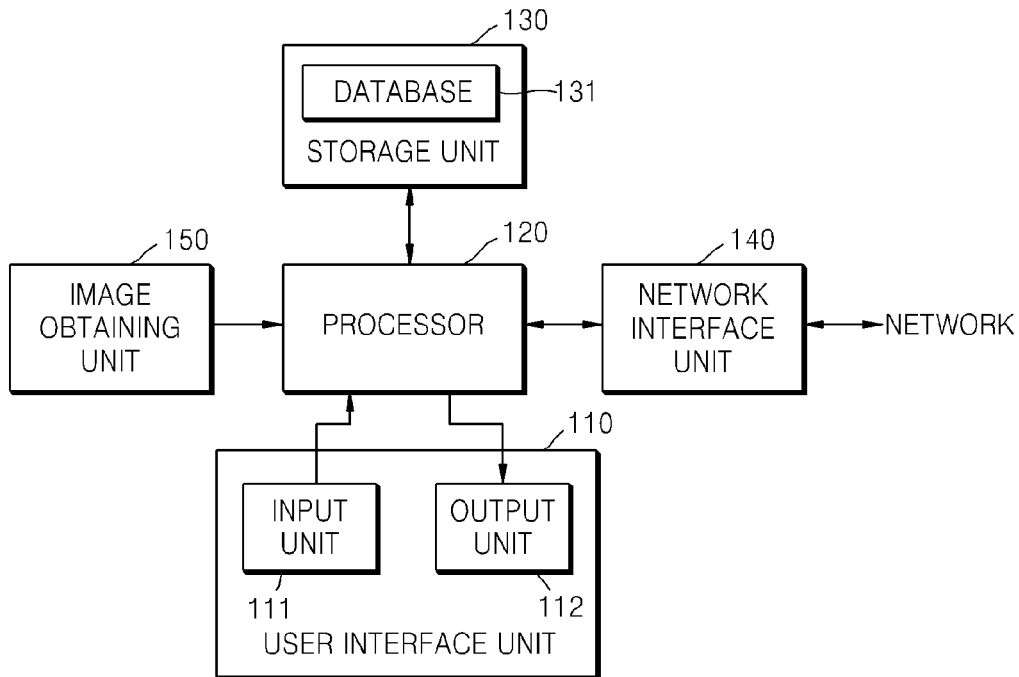 130
DATABASE
131
STORAGE UNIT
150
120
140
IMAGE
OBTAINING
UNIT
PROCESSOR
NETWORK
INTERFACE
UNIT
NETWORK
110
INPUT
UNIT
OUTPUT
UNIT
111
112
USER INTERFACE UNIT